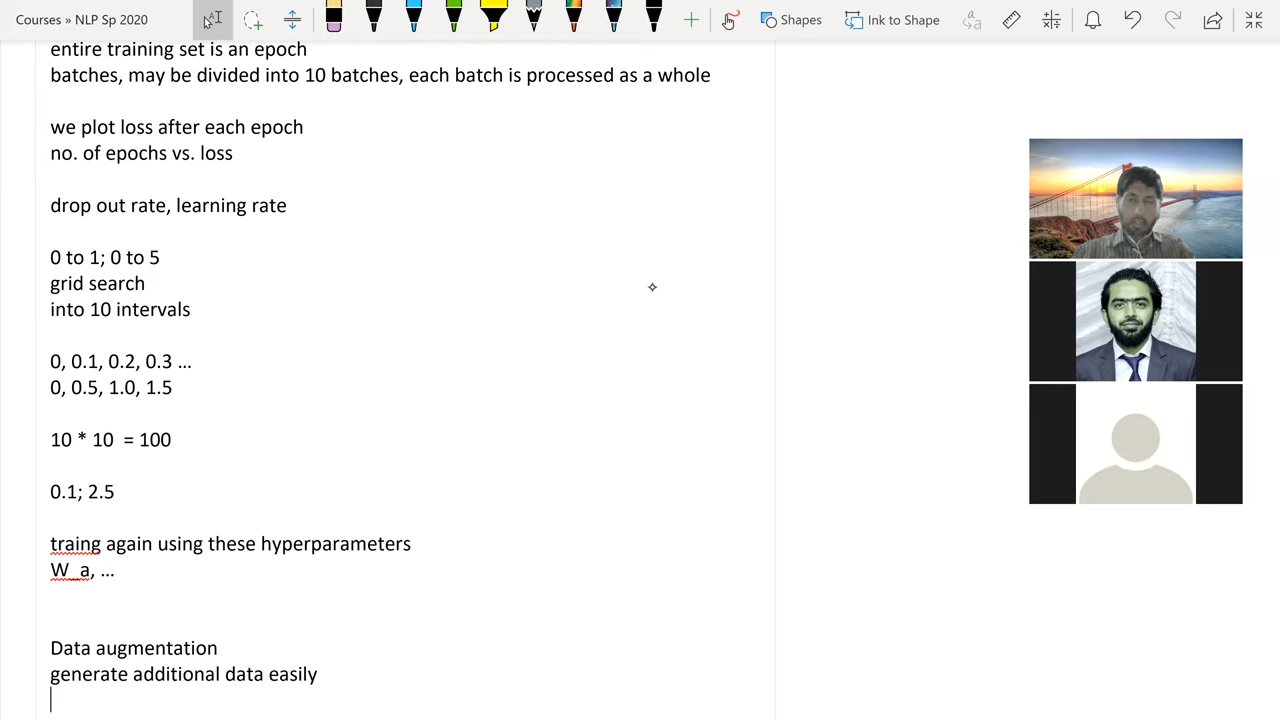 Courses » NLP Sp 2020
Shapes
Ink to Shape
entire training set is an epoch
batches, may be divided into 10 batches, each batch is processed as a whole
we plot loss after each epoch
no. of epochs vs. loss
drop out rate, learning rate
0 to 1; 0 to 5
grid search
into 10 intervals
0, 0.1, 0.2, 0.3 ...
0, 0.5, 1.0, 1.5
10 * 10  = 100
0.1; 2.5
traing again using these hyperparameters
W_a, ...
Data augmentation
generate additional data easily